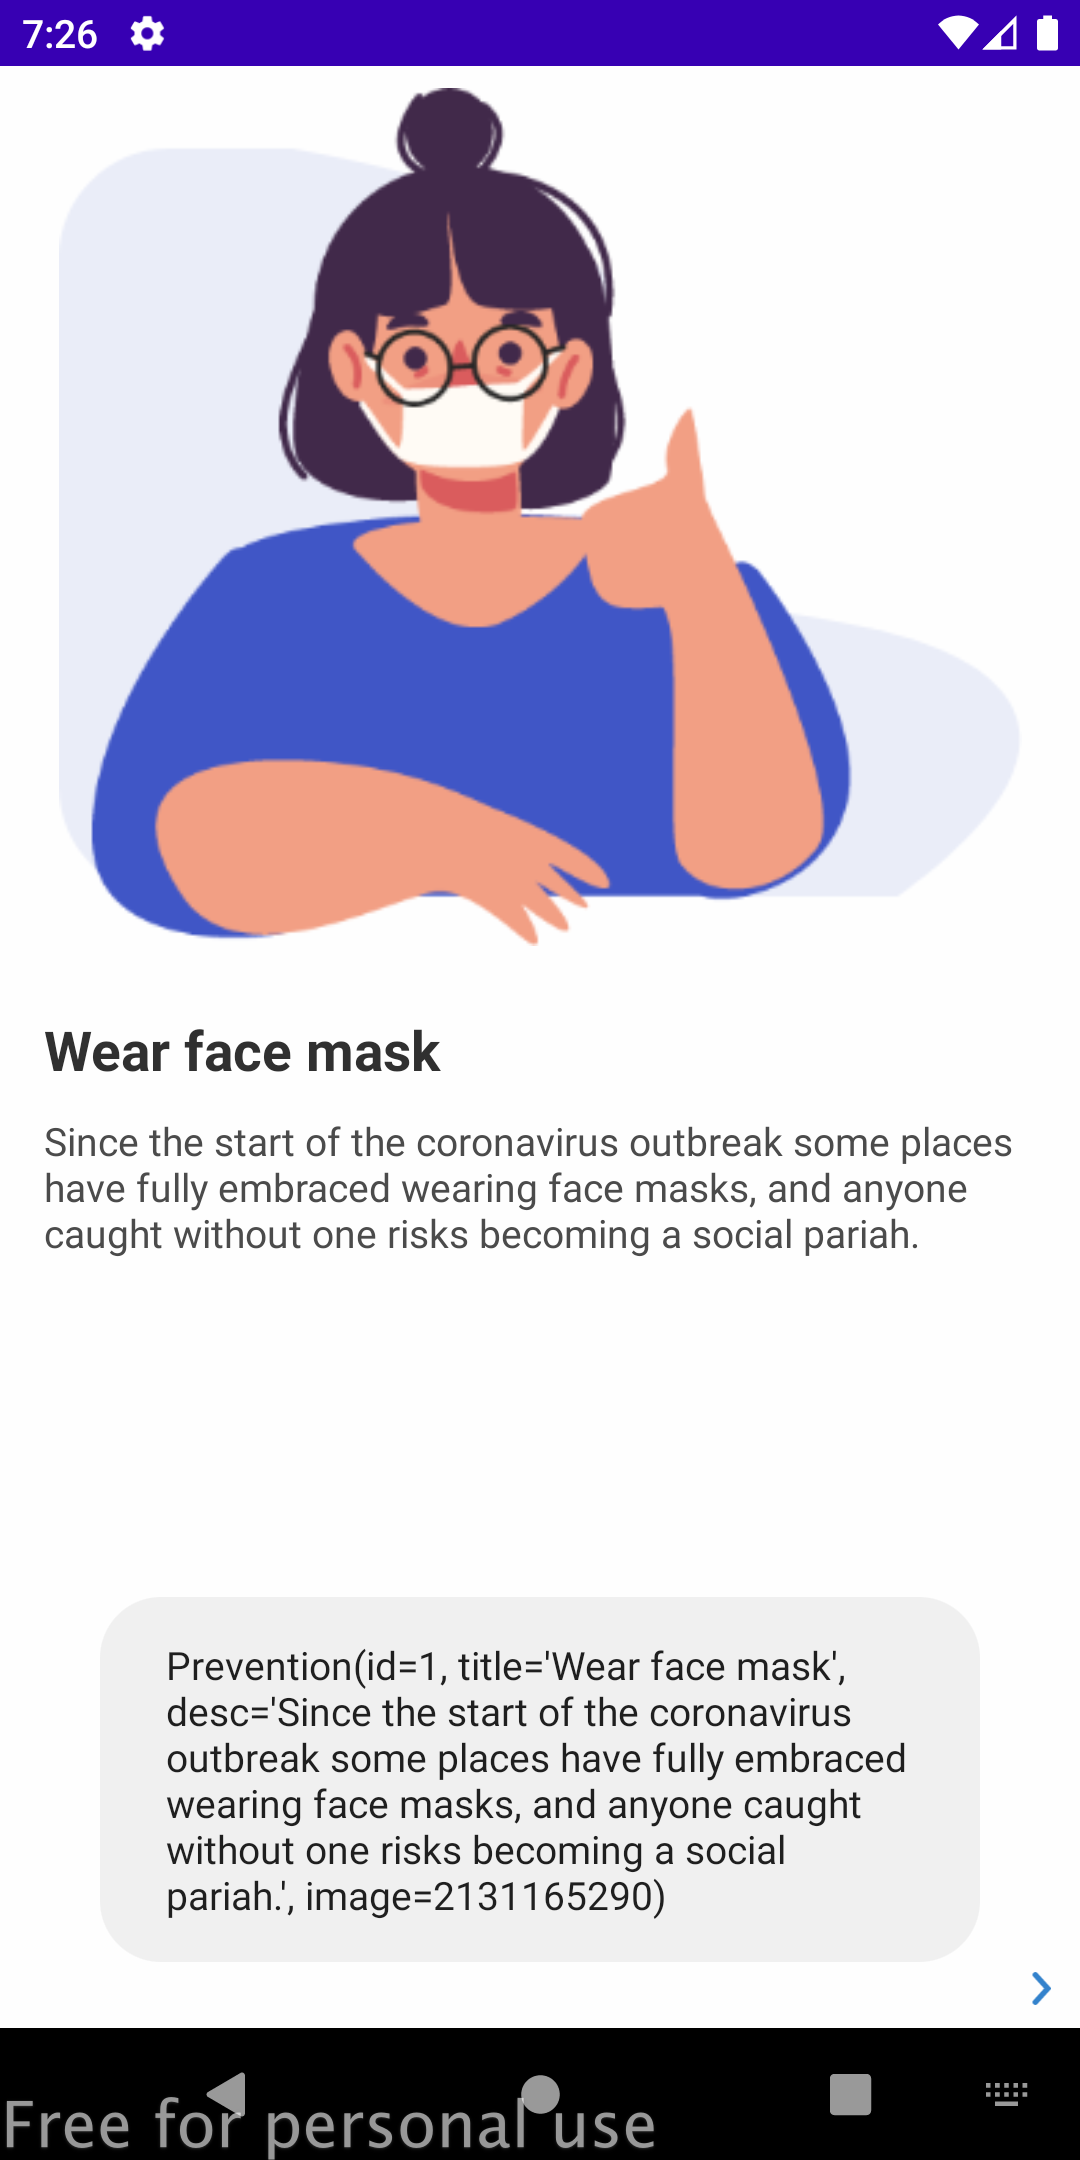 7:26
Wear face mask
Since the start of the coronavirus outbreak some places
have fully embraced wearing face masks, and anyone
caught without one risks becoming a social pariah.
Prevention(id=1, title='Wear face mask',
desc='Since the start of the coronavirus
outbreak some places have fully embraced
wearing face masks, and anyone caught
without one risks becoming a social
pariah.', image=2131165290)
Free for personal use